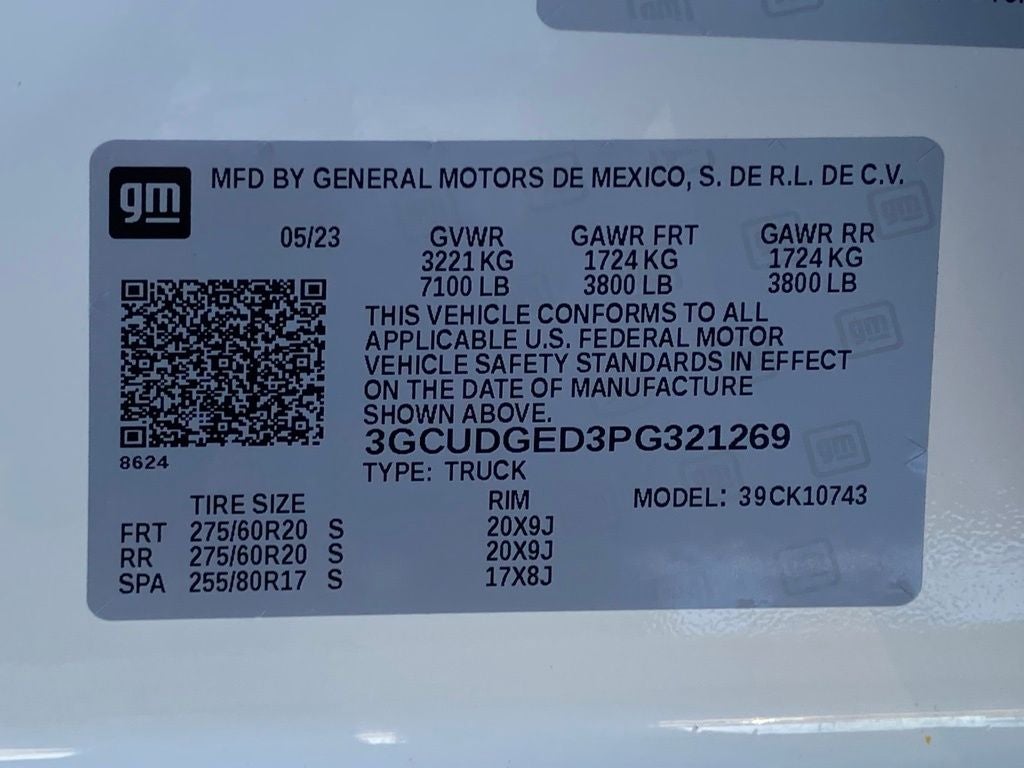 gm
MFD BY GENERAL MOTORS DE MEXICO, S. DE R.L. DE C.V.
05/23 GVWR GAWR FRT GAWR RR
3221 KG 1724 KG 1724 KG
7100 LB 3800 LB 3800 LB
THIS VEHICLE CONFORMS TO ALL
APPLICABLE U.S. FEDERAL MOTOR
VEHICLE SAFETY STANDARDS IN EFFECT
ON THE DATE OF MANUFACTURE
SHOWN ABOVE.
3GCUDGED3PG321269
8624
TYPE: TRUCK
TIRE SIZE RIM MODEL: 39CK10743
FRT 275/60R20 S 20X9J
RR 275/60R20 S 20X9J
SPA 255/80R17 S 17X8J
gm
gm
gm